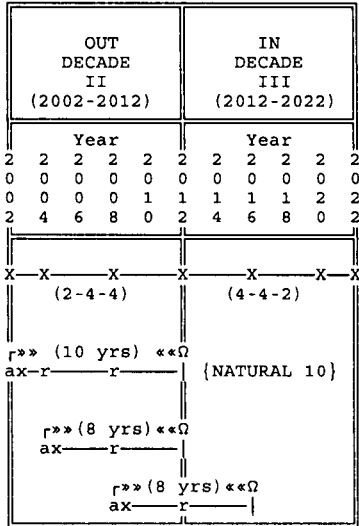 OUT IN
DECADE DECADE
II III
(2002-2012) (2012-2022)
Year Year
2 2 2 2 2 2 2 2 2 2 2
0 0 0 0 0 0 0 0 0 0 0
0 0 0 0 1 1 1 1 1 2 2
2 4 6 8 0 2 4 6 8 0 2
X—X———X———X———X———X—X
(2-4-4) (4-4-2)
┌»» (10 yrs) ««Ω
ax—r———r———| {NATURAL 10}
┌»»(8 yrs)««Ω
ax———r———|
┌»»(8 yrs)««Ω
ax———r———|